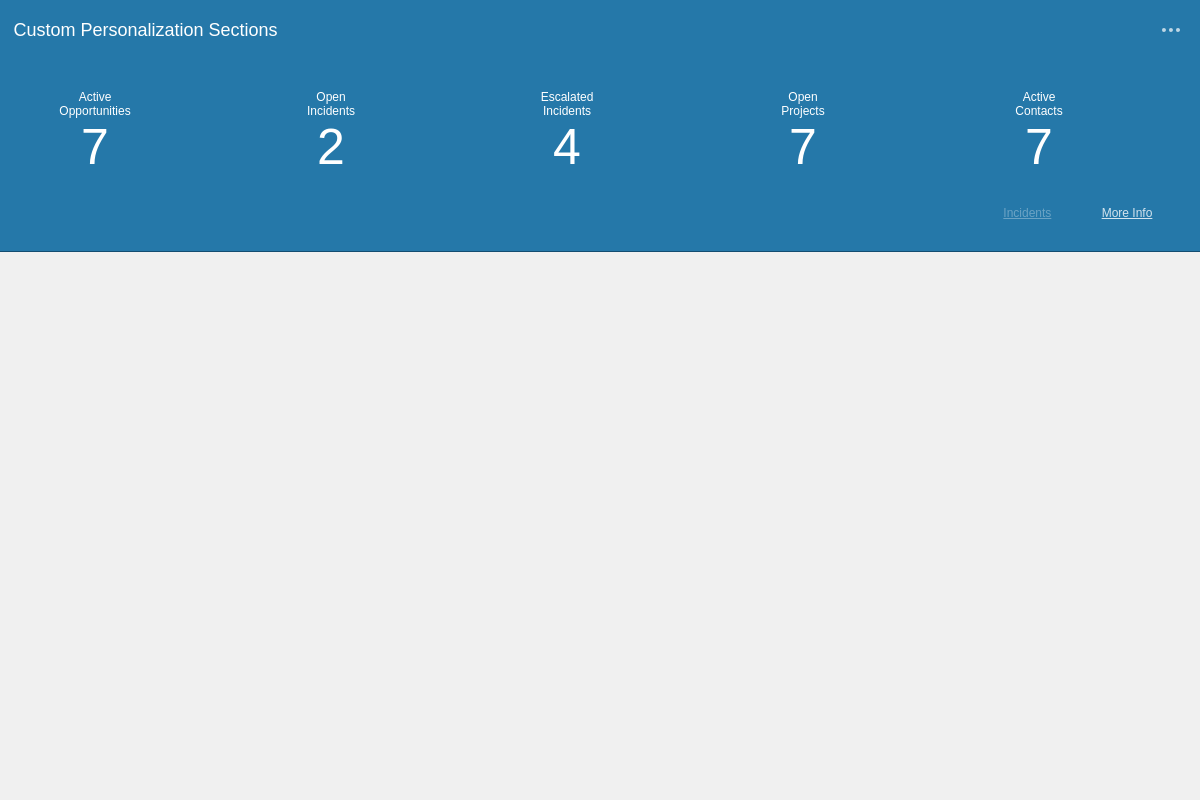 Custom Personalization Sections
Active
Opportunities
7
Open
Incidents
2
Escalated
Incidents
4
Open
Projects
7
Active
Contacts
7
Incidents
More Info